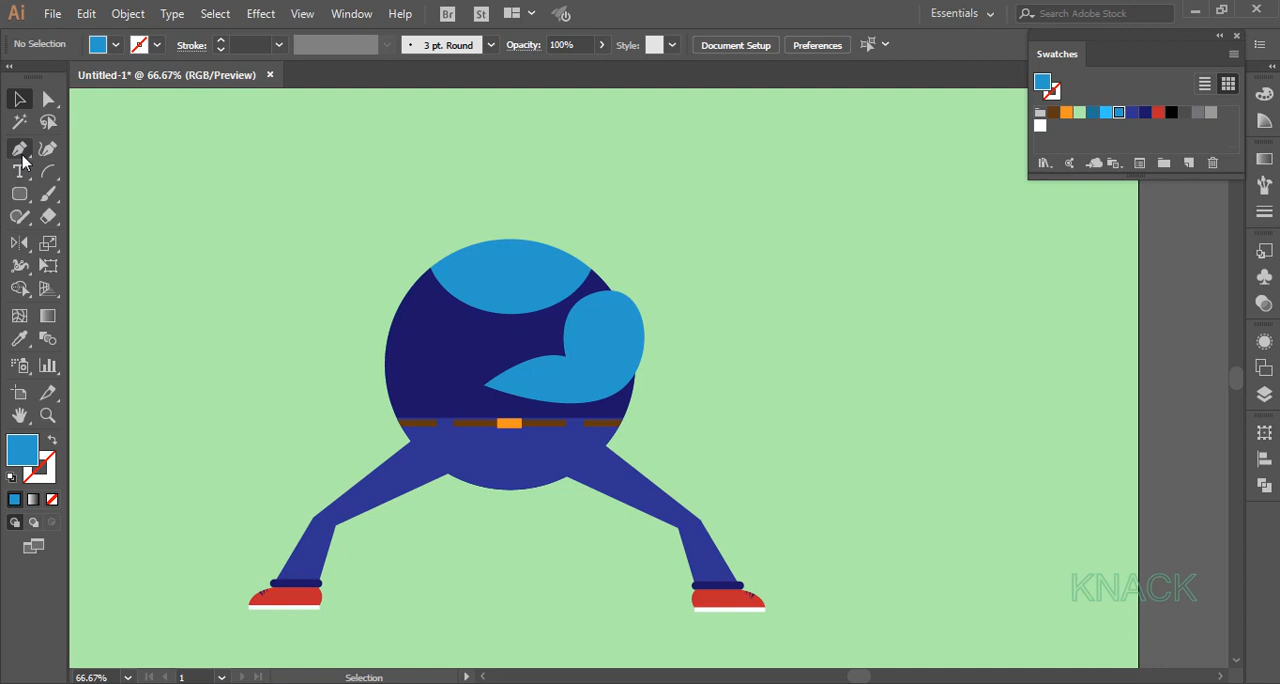 Ai File Edit Object Type Select Effect View Window Help Br St Essentials Search Adobe Stock
No Selection Stroke: 3 pt. Round Opacity: 100% Style: Document Setup Preferences
Untitled-1* @ 66.67% (RGB/Preview)
Swatches
KNACK
66.67% 1 Selection